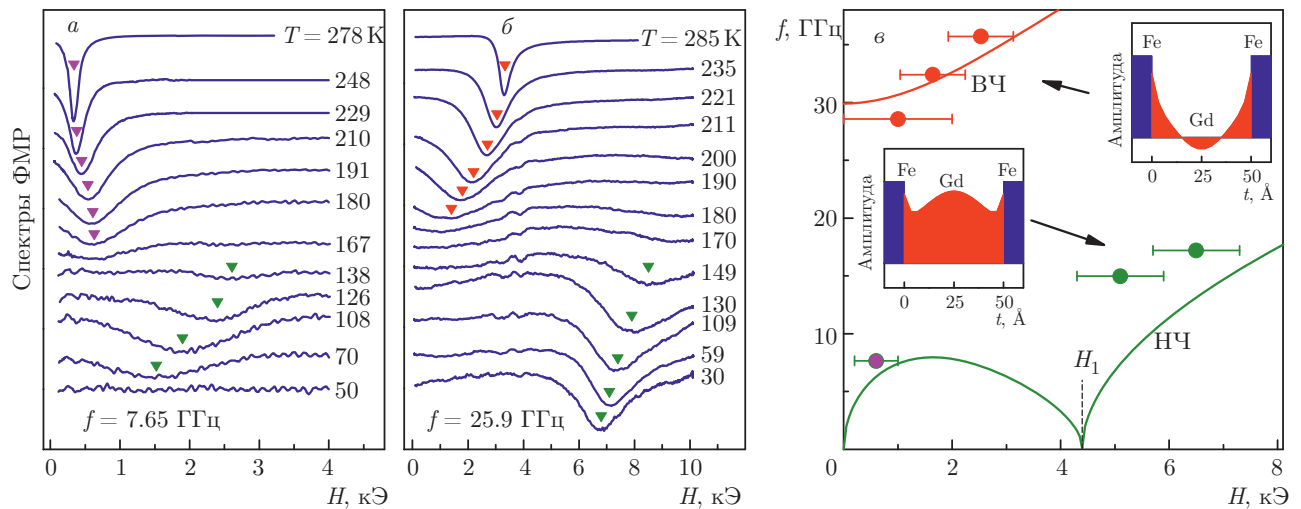 а
T = 278 K
248
229
210
191
180
167
138
126
108
70
50
f = 7.65 ГГц
Спектры ФМР
0 1 2 3 4
H, кЭ
б
T = 285 K
235
221
211
200
190
180
170
149
130
109
59
30
f = 25.9 ГГц
0 2 4 6 8 10
H, кЭ
f, ГГц
в
30
20
10
0 2 4 6 8
H, кЭ
ВЧ
НЧ
H1
Fe Fe
Gd
Амплитуда
0 25 50
t, Å
Fe Fe
Gd
Амплитуда
0 25 50
t, Å